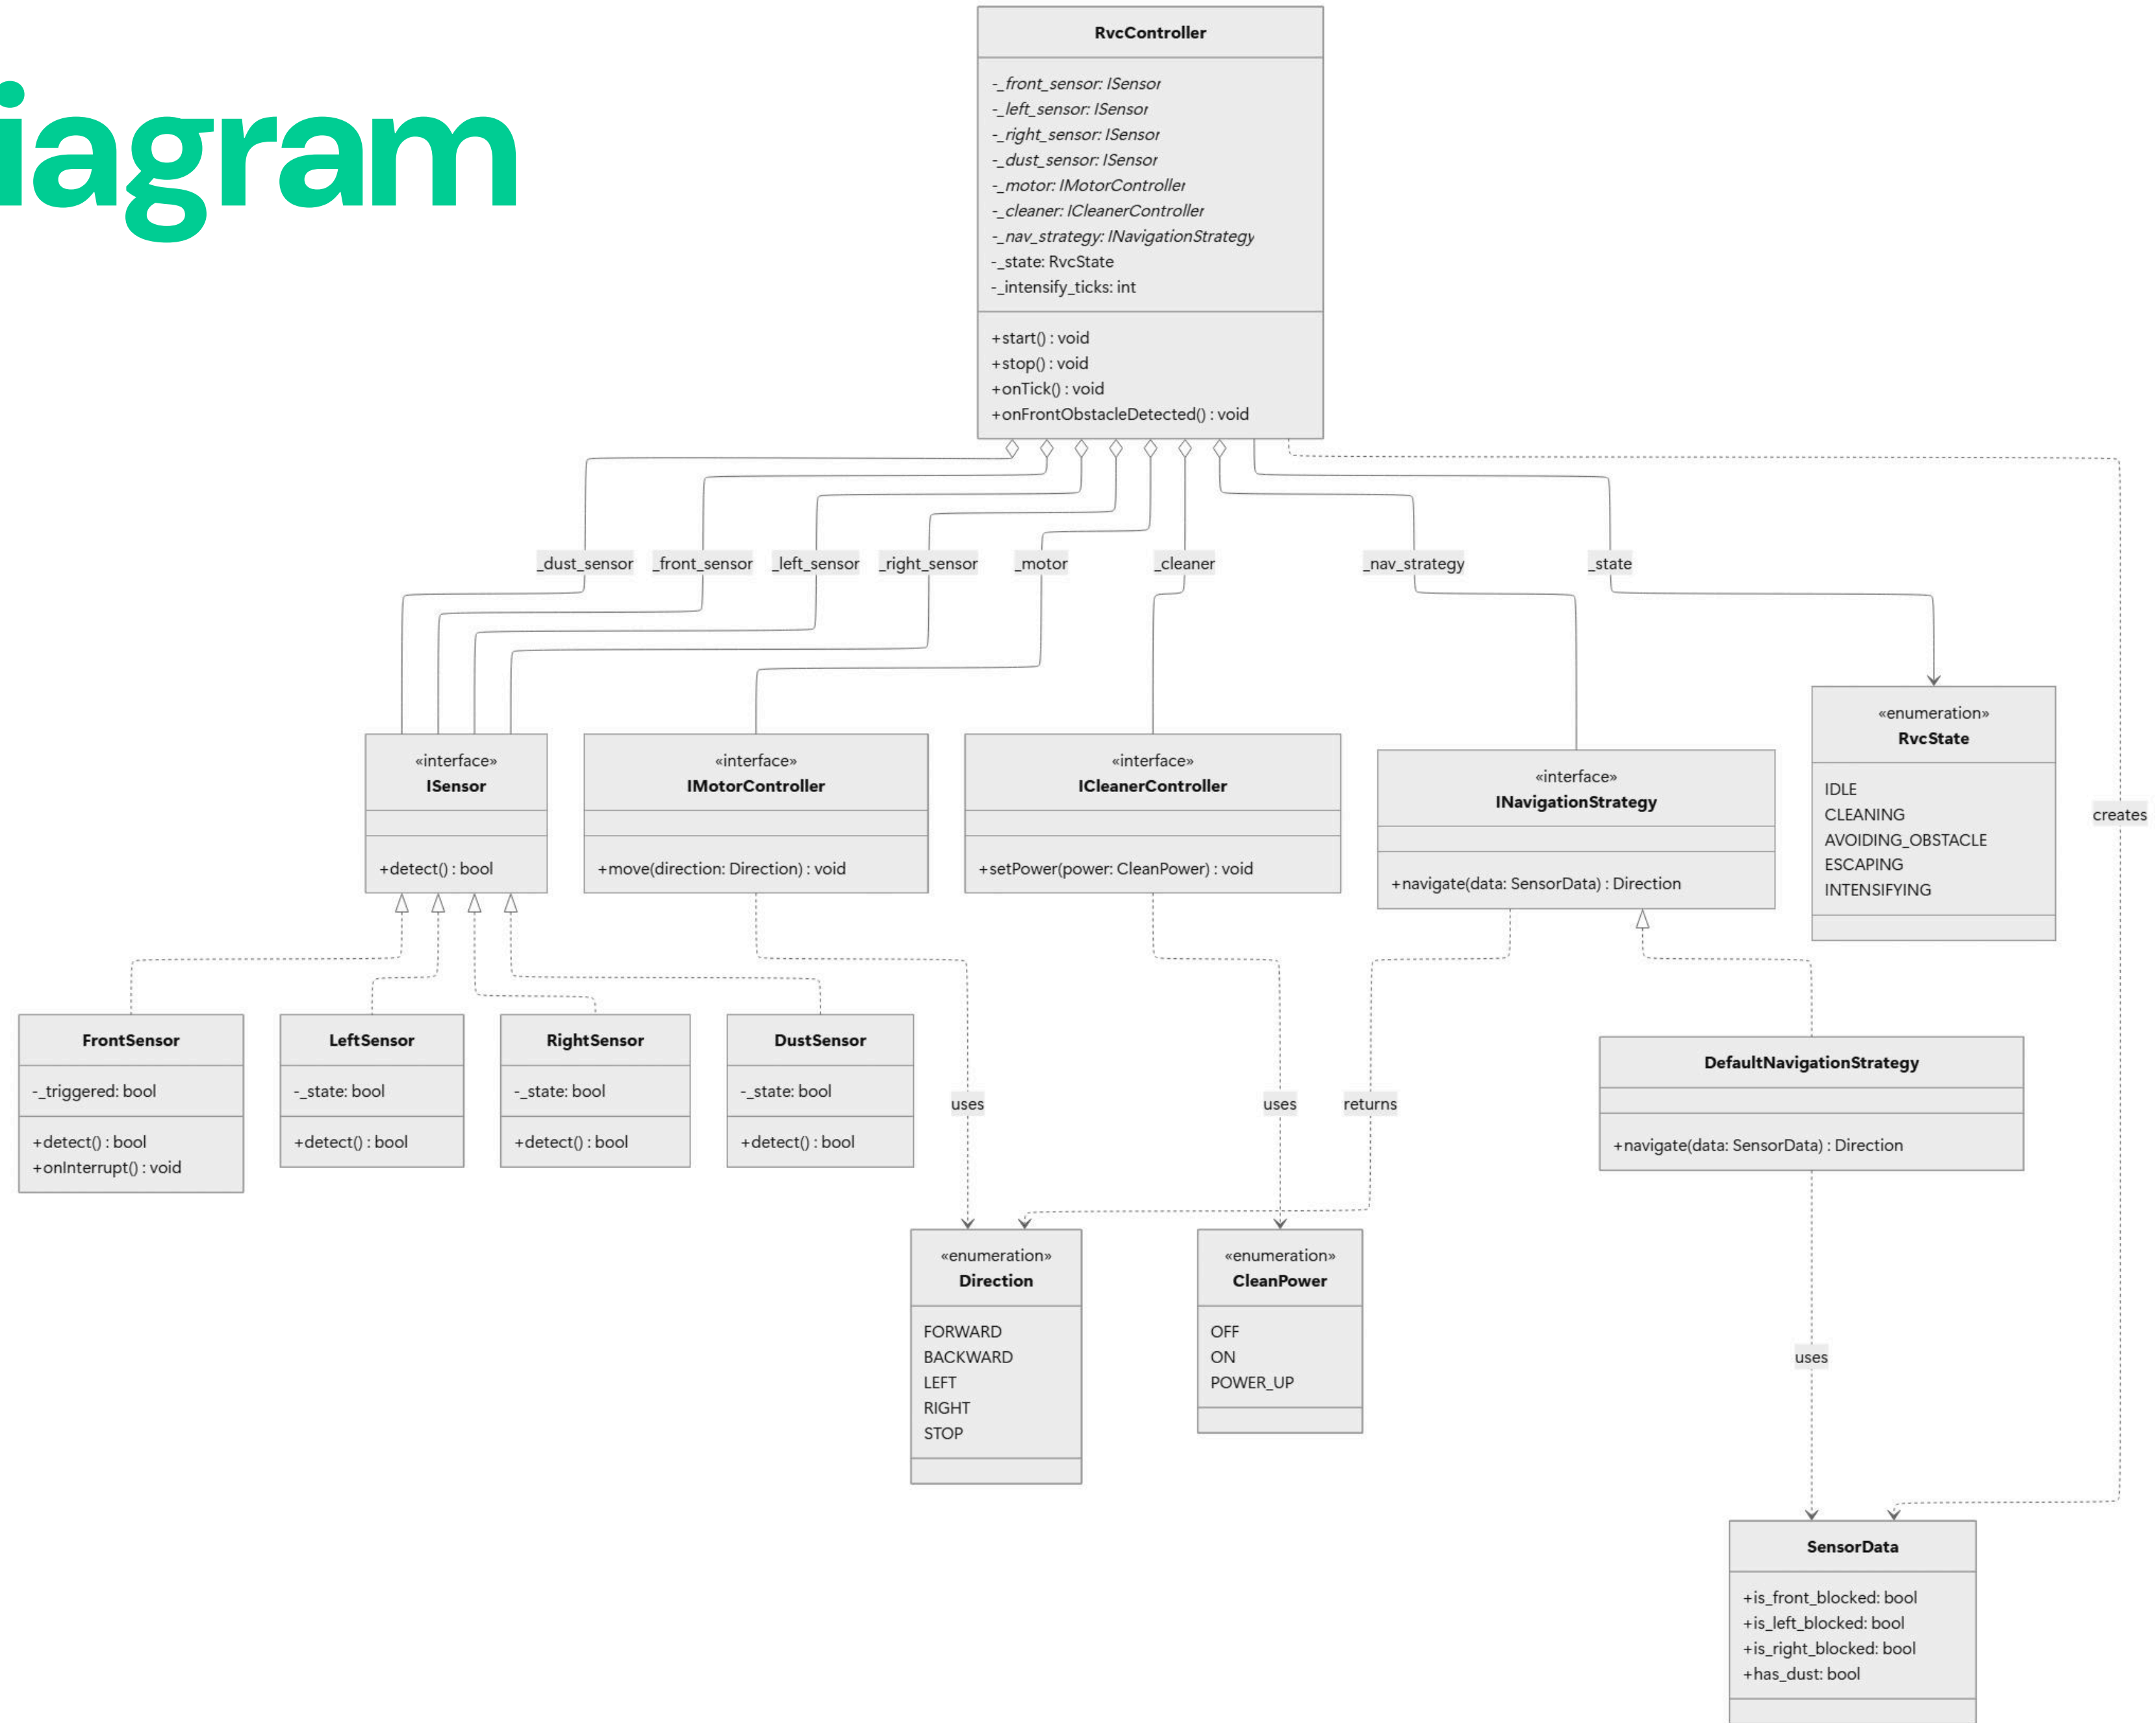 iagram
RvcController
-_front_sensor: ISensor
-_left_sensor: ISensor
-_right_sensor: ISensor
-_dust_sensor: ISensor
-_motor: IMotorController
-_cleaner: ICleanerController
-_nav_strategy: INavigationStrategy
-_state: RvcState
-_intensify_ticks: int
+start() : void
+stop() : void
+onTick() : void
+onFrontObstacleDetected() : void
_dust_sensor
_front_sensor
_left_sensor
_right_sensor
_motor
_cleaner
_nav_strategy
_state
creates
«interface»
ISensor
+detect() : bool
«interface»
IMotorController
+move(direction: Direction) : void
«interface»
ICleanerController
+setPower(power: CleanPower) : void
«interface»
INavigationStrategy
+navigate(data: SensorData) : Direction
«enumeration»
RvcState
IDLE
CLEANING
AVOIDING_OBSTACLE
ESCAPING
INTENSIFYING
FrontSensor
-_triggered: bool
+detect() : bool
+onInterrupt() : void
LeftSensor
-_state: bool
+detect() : bool
RightSensor
-_state: bool
+detect() : bool
DustSensor
-_state: bool
+detect() : bool
uses
uses
returns
DefaultNavigationStrategy
+navigate(data: SensorData) : Direction
«enumeration»
Direction
FORWARD
BACKWARD
LEFT
RIGHT
STOP
«enumeration»
CleanPower
OFF
ON
POWER_UP
uses
SensorData
+is_front_blocked: bool
+is_left_blocked: bool
+is_right_blocked: bool
+has_dust: bool